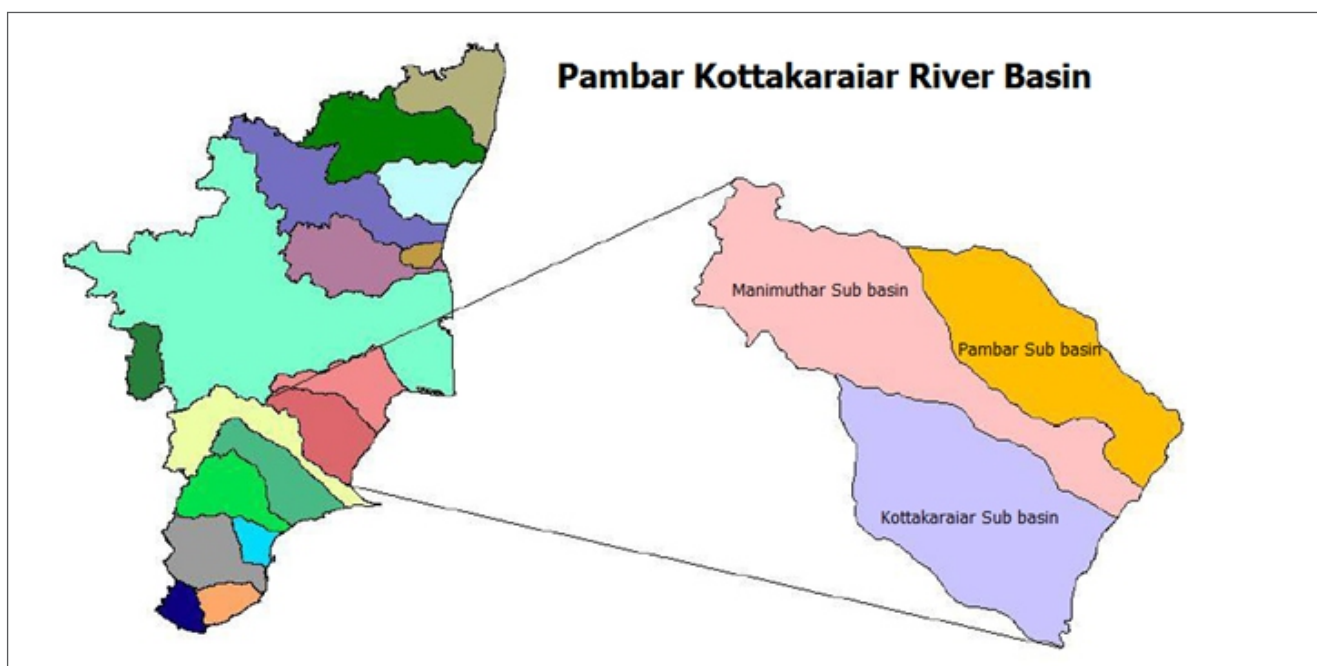 Pambar Kottakaraiar River Basin
Manimuthar Sub basin
Pambar Sub basin
Kottakaraiar Sub basin